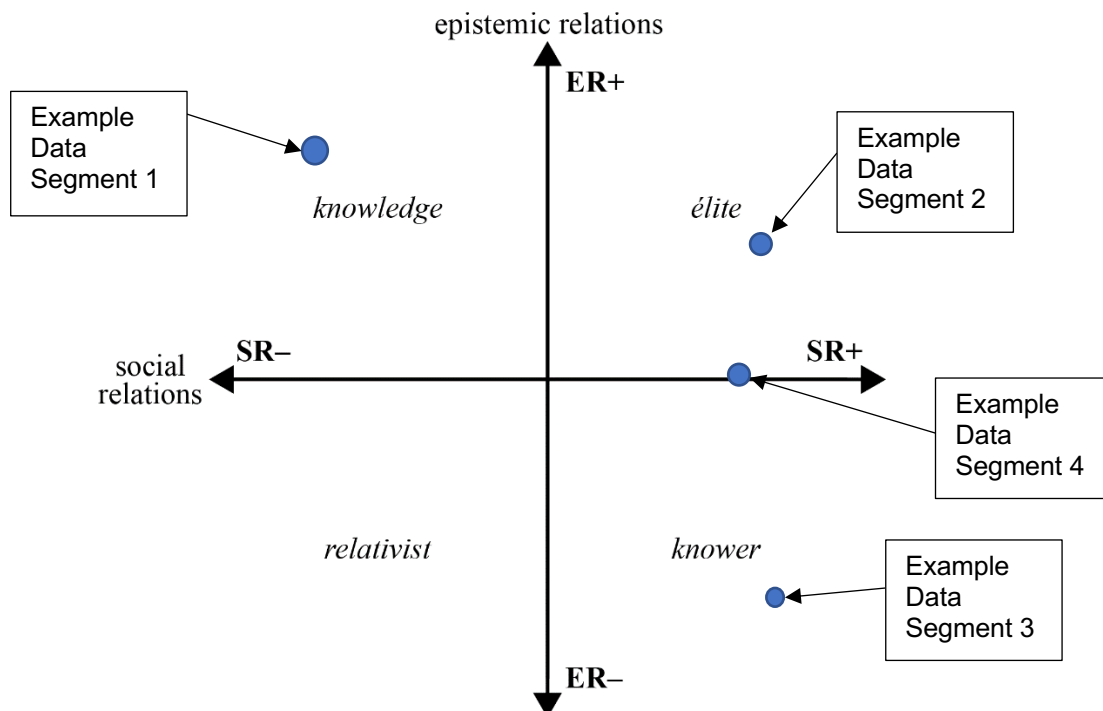 epistemic relations
ER+
Example
Data
Segment 1
Example
Data
Segment 2
knowledge
élite
SR–
SR+
social
relations
Example
Data
Segment 4
relativist
knower
Example
Data
Segment 3
ER–